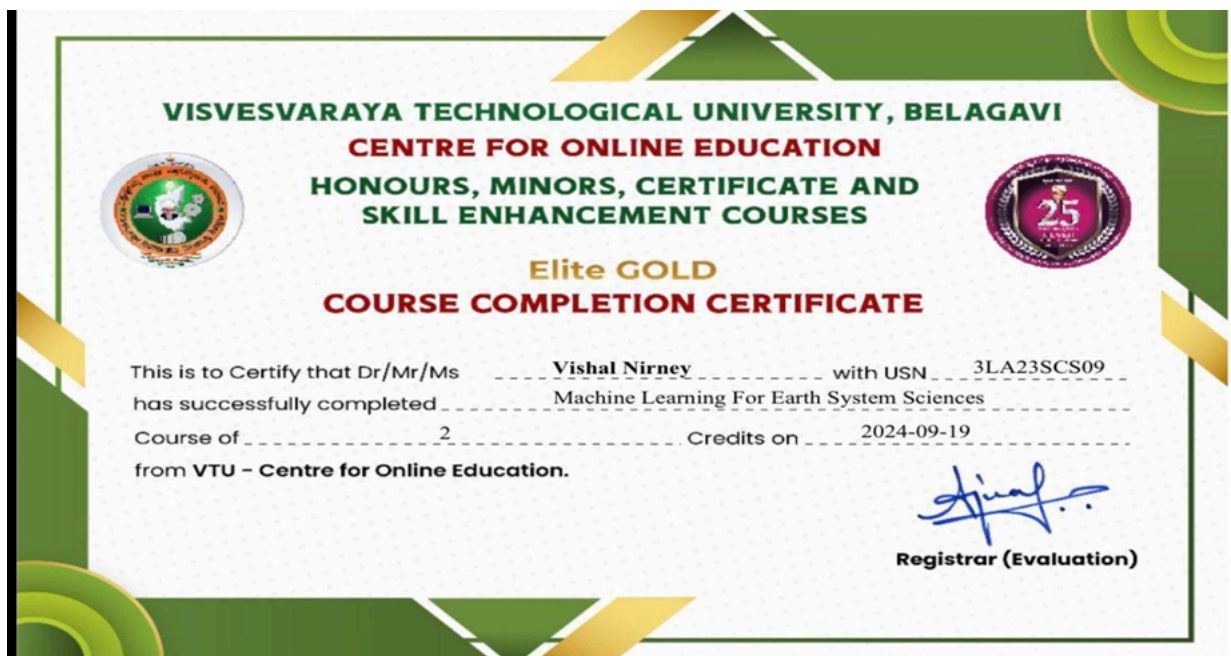 VISVESVARAYA TECHNOLOGICAL UNIVERSITY, BELAGAVI
CENTRE FOR ONLINE EDUCATION
HONOURS, MINORS, CERTIFICATE AND
SKILL ENHANCEMENT COURSES
25
Elite GOLD
COURSE COMPLETION CERTIFICATE
This is to Certify that Dr/Mr/Ms Vishal Nirney with USN 3LA23SCS09
has successfully completed Machine Learning For Earth System Sciences
Course of 2 Credits on 2024-09-19
from VTU - Centre for Online Education.
Registrar (Evaluation)